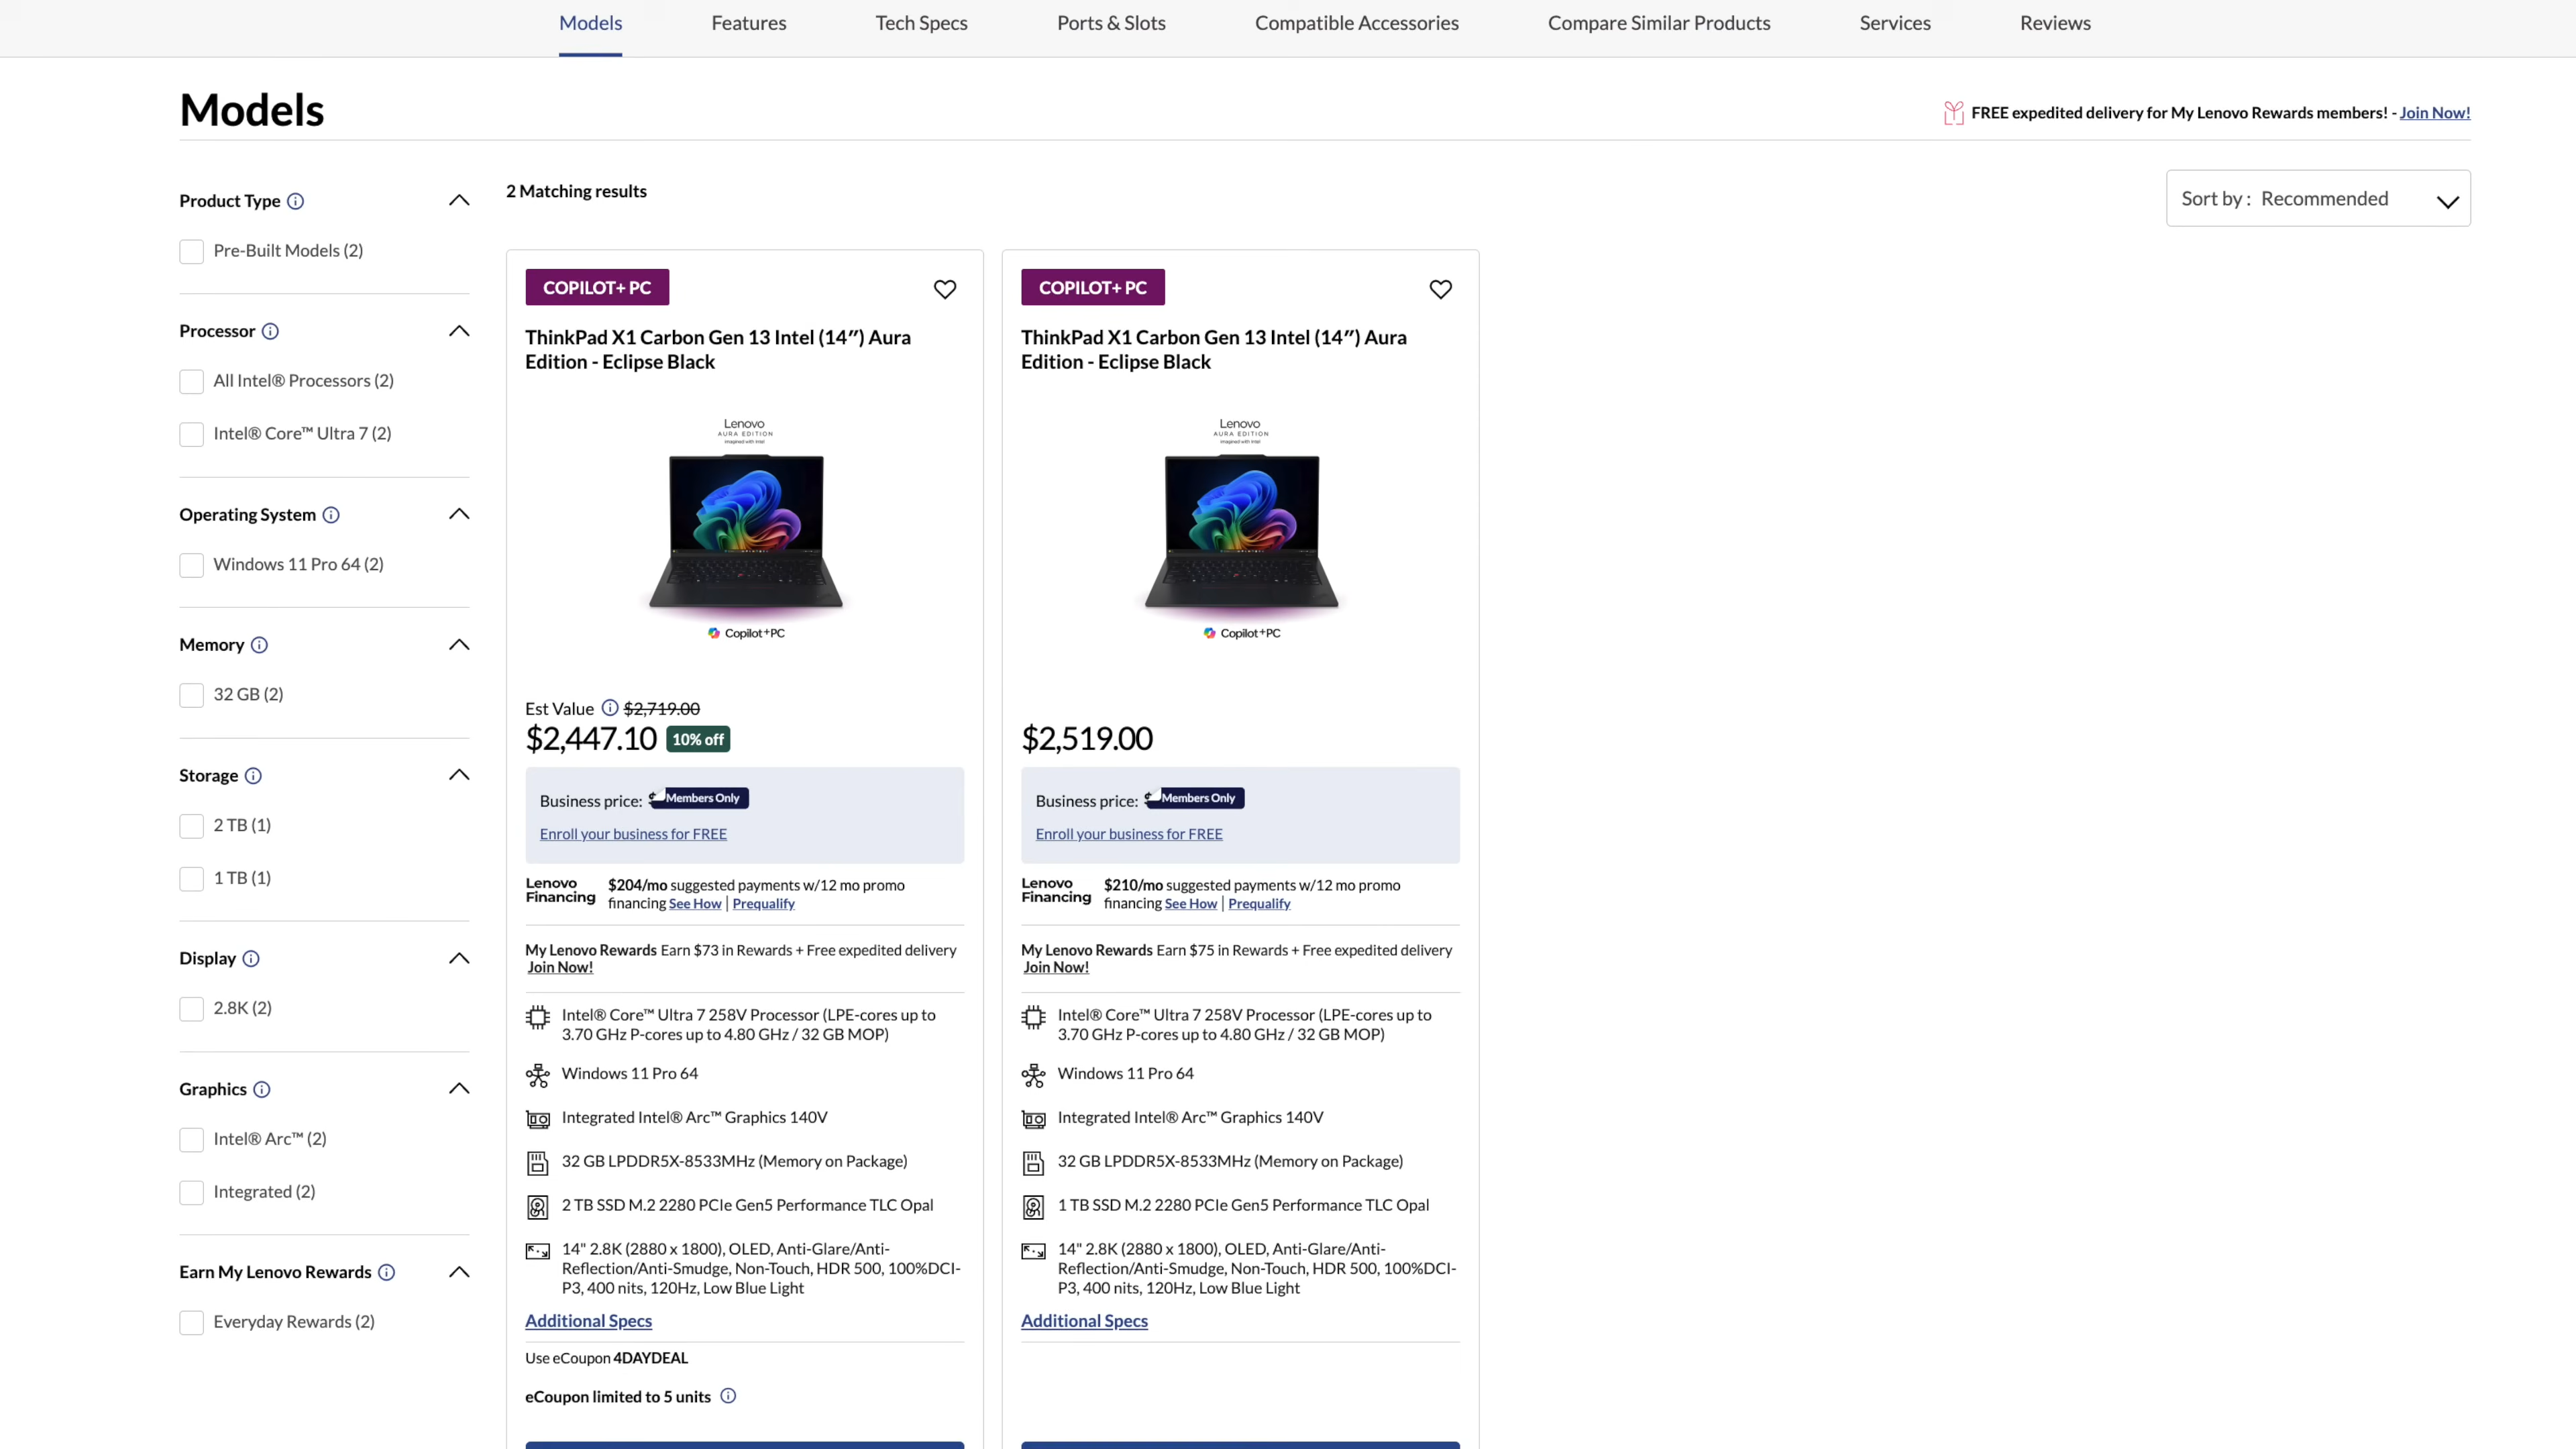 Models
Features
Tech Specs
Ports & Slots
Compatible Accessories
Compare Similar Products
Services
Reviews
Models
FREE expedited delivery for My Lenovo Rewards members! - Join Now!
Product Type
Pre-Built Models (2)
Processor
All Intel® Processors (2)
Intel® Core™ Ultra 7 (2)
Operating System
Windows 11 Pro 64 (2)
Memory
32 GB (2)
Storage
2 TB (1)
1 TB (1)
Display
2.8K (2)
Graphics
Intel® Arc™ (2)
Integrated (2)
Earn My Lenovo Rewards
Everyday Rewards (2)
2 Matching results
Sort by : Recommended
COPILOT+ PC
ThinkPad X1 Carbon Gen 13 Intel (14″) Aura
Edition - Eclipse Black
Lenovo
AURA EDITION
Imagined with Intel
Copilot+PC
Est Value $2,719.00
$2,447.10 10% off
Business price: Members Only
Enroll your business for FREE
Lenovo
Financing
$204/mo suggested payments w/12 mo promo
financing See How | Prequalify
My Lenovo Rewards Earn $73 in Rewards + Free expedited delivery
Join Now!
Intel® Core™ Ultra 7 258V Processor (LPE-cores up to
3.70 GHz P-cores up to 4.80 GHz / 32 GB MOP)
Windows 11 Pro 64
Integrated Intel® Arc™ Graphics 140V
32 GB LPDDR5X-8533MHz (Memory on Package)
2 TB SSD M.2 2280 PCIe Gen5 Performance TLC Opal
14" 2.8K (2880 x 1800), OLED, Anti-Glare/Anti-
Reflection/Anti-Smudge, Non-Touch, HDR 500, 100%DCI-
P3, 400 nits, 120Hz, Low Blue Light
Additional Specs
Use eCoupon 4DAYDEAL
eCoupon limited to 5 units
COPILOT+ PC
ThinkPad X1 Carbon Gen 13 Intel (14″) Aura
Edition - Eclipse Black
Lenovo
AURA EDITION
Imagined with Intel
Copilot+PC
$2,519.00
Business price: Members Only
Enroll your business for FREE
Lenovo
Financing
$210/mo suggested payments w/12 mo promo
financing See How | Prequalify
My Lenovo Rewards Earn $75 in Rewards + Free expedited delivery
Join Now!
Intel® Core™ Ultra 7 258V Processor (LPE-cores up to
3.70 GHz P-cores up to 4.80 GHz / 32 GB MOP)
Windows 11 Pro 64
Integrated Intel® Arc™ Graphics 140V
32 GB LPDDR5X-8533MHz (Memory on Package)
1 TB SSD M.2 2280 PCIe Gen5 Performance TLC Opal
14" 2.8K (2880 x 1800), OLED, Anti-Glare/Anti-
Reflection/Anti-Smudge, Non-Touch, HDR 500, 100%DCI-
P3, 400 nits, 120Hz, Low Blue Light
Additional Specs